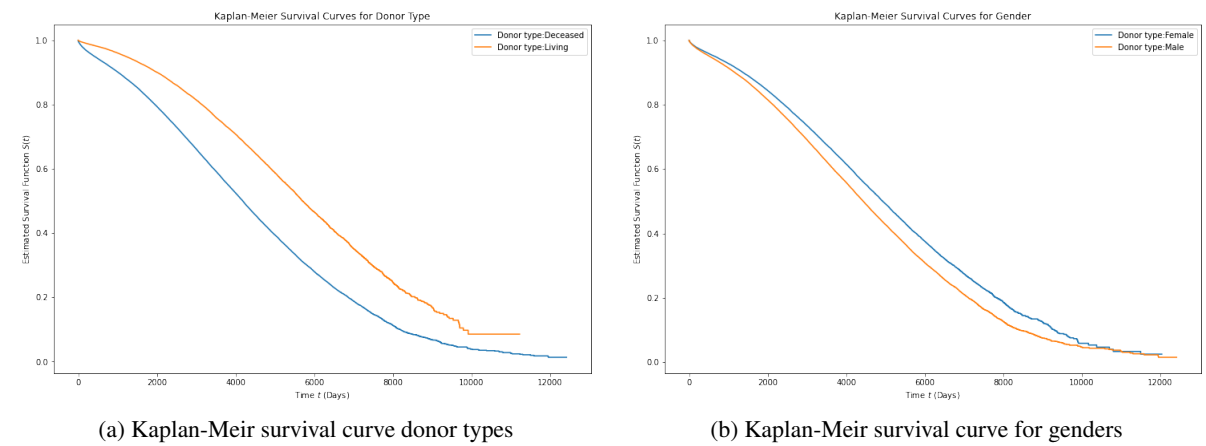 Kaplan-Meier Survival Curves for Donor Type
1.0
0.8
0.6
0.4
0.2
0.0
Estimated Survival Function S(t)
Donor type:Deceased
Donor type:Living
0
2000
4000
6000
8000
10000
12000
Time t (Days)
(a) Kaplan-Meir survival curve donor types
Kaplan-Meier Survival Curves for Gender
1.0
0.8
0.6
0.4
0.2
0.0
Estimated Survival Function S(t)
Donor type:Female
Donor type:Male
0
2000
4000
6000
8000
10000
12000
Time t (Days)
(b) Kaplan-Meir survival curve for genders